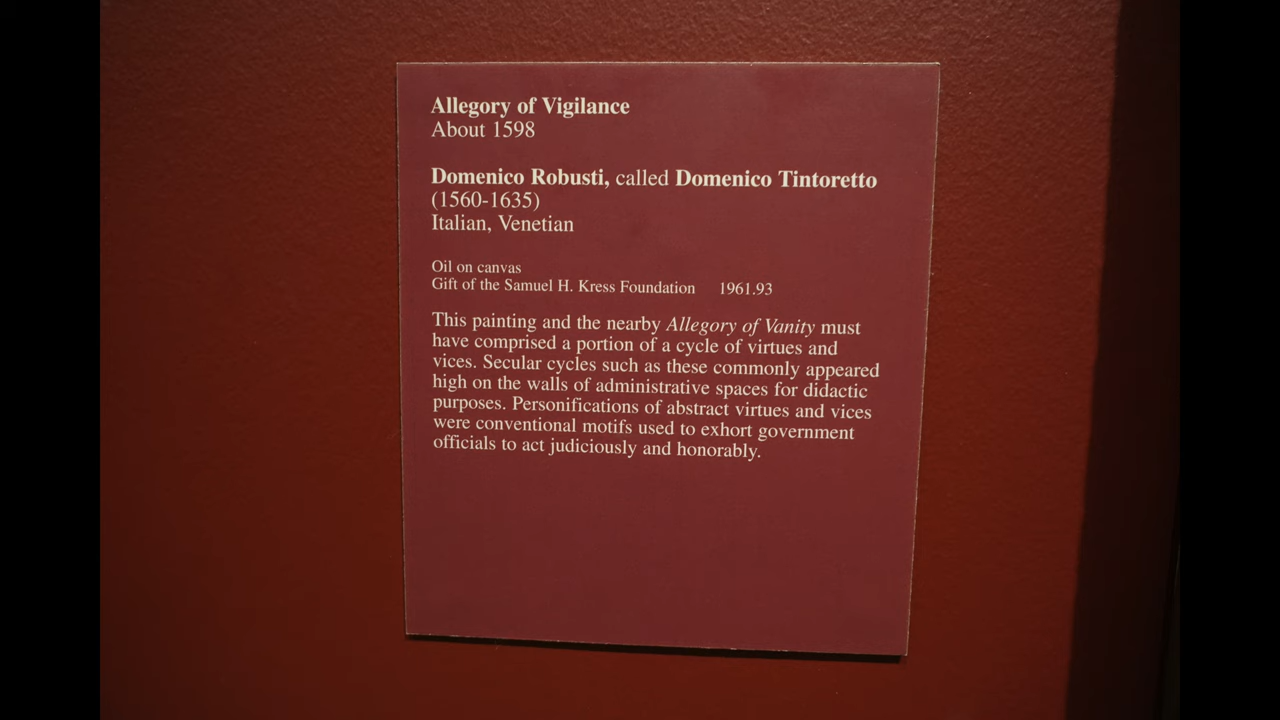 Allegory of Vigilance
About 1598
Domenico Robusti, called Domenico Tintoretto
(1560-1635)
Italian, Venetian
Oil on canvas
Gift of the Samuel H. Kress Foundation 1961.93
This painting and the nearby Allegory of Vanity must
have comprised a portion of a cycle of virtues and
vices. Secular cycles such as these commonly appeared
high on the walls of administrative spaces for didactic
purposes. Personifications of abstract virtues and vices
were conventional motifs used to exhort government
officials to act judiciously and honorably.